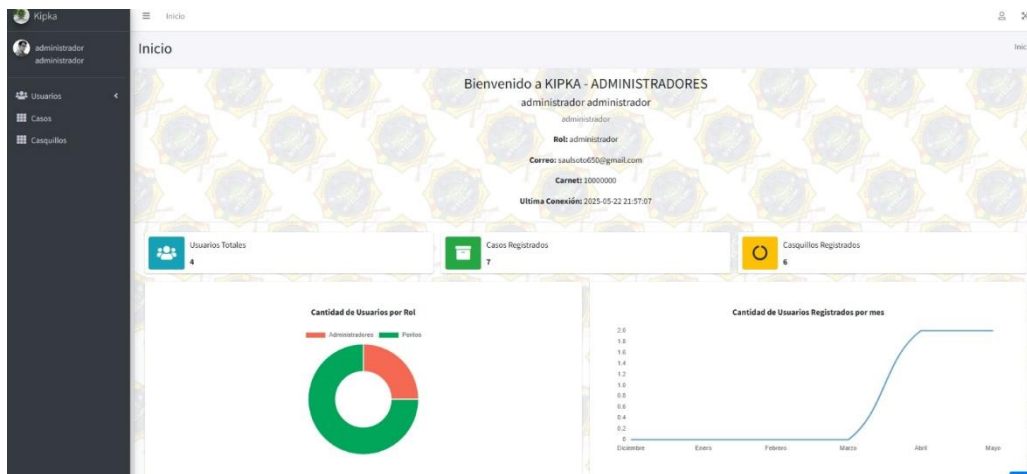 Kipka
Inicio
administrador
administrador
Usuarios
Casos
Casquillos
Inicio
Bienvenido a KIPKA - ADMINISTRADORES
administrador administrador
administrador
Rol: administrador
Correo: saulsoto650@gmail.com
Carnet: 10000000
Ultima Conexión: 2025-05-22 21:57:07
Usuarios Totales
4
Casos Registrados
7
Casquillos Registrados
6
Cantidad de Usuarios por Rol
Administradores Peritos
Cantidad de Usuarios Registrados por mes
2.0
1.8
1.6
1.4
1.2
1.0
0.8
0.6
0.4
0.2
0
Diciembre Enero Febrero Marzo Abril Mayo